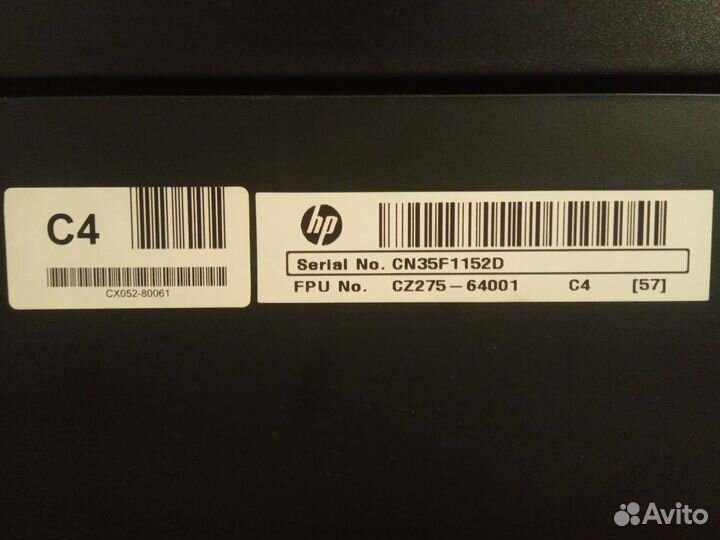 C4
CX052-80061
hp
Serial No. CN35F1152D
FPU No. CZ275-64001 C4 [57]
Avito